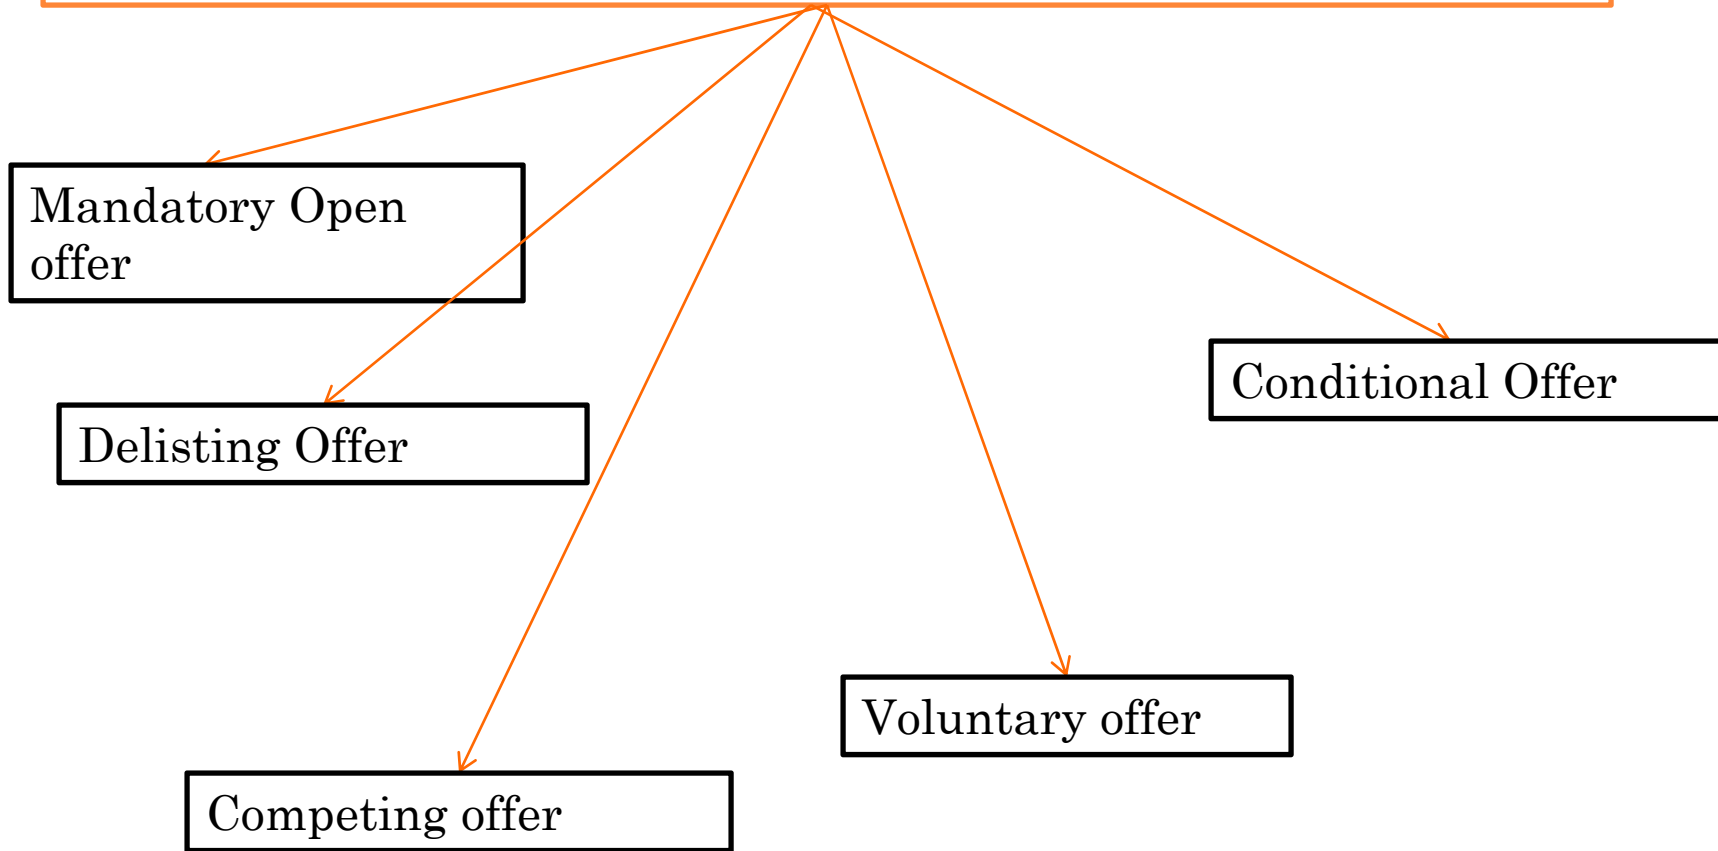 Mandatory Open
offer
Delisting Offer
Conditional Offer
Voluntary offer
Competing offer